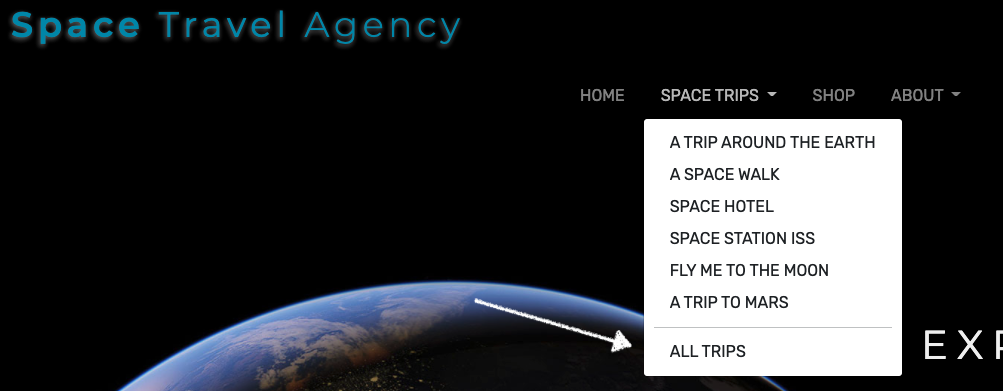 Space Travel Agency
HOME SPACE TRIPS SHOP ABOUT
A TRIP AROUND THE EARTH
A SPACE WALK
SPACE HOTEL
SPACE STATION ISS
FLY ME TO THE MOON
A TRIP TO MARS
ALL TRIPS